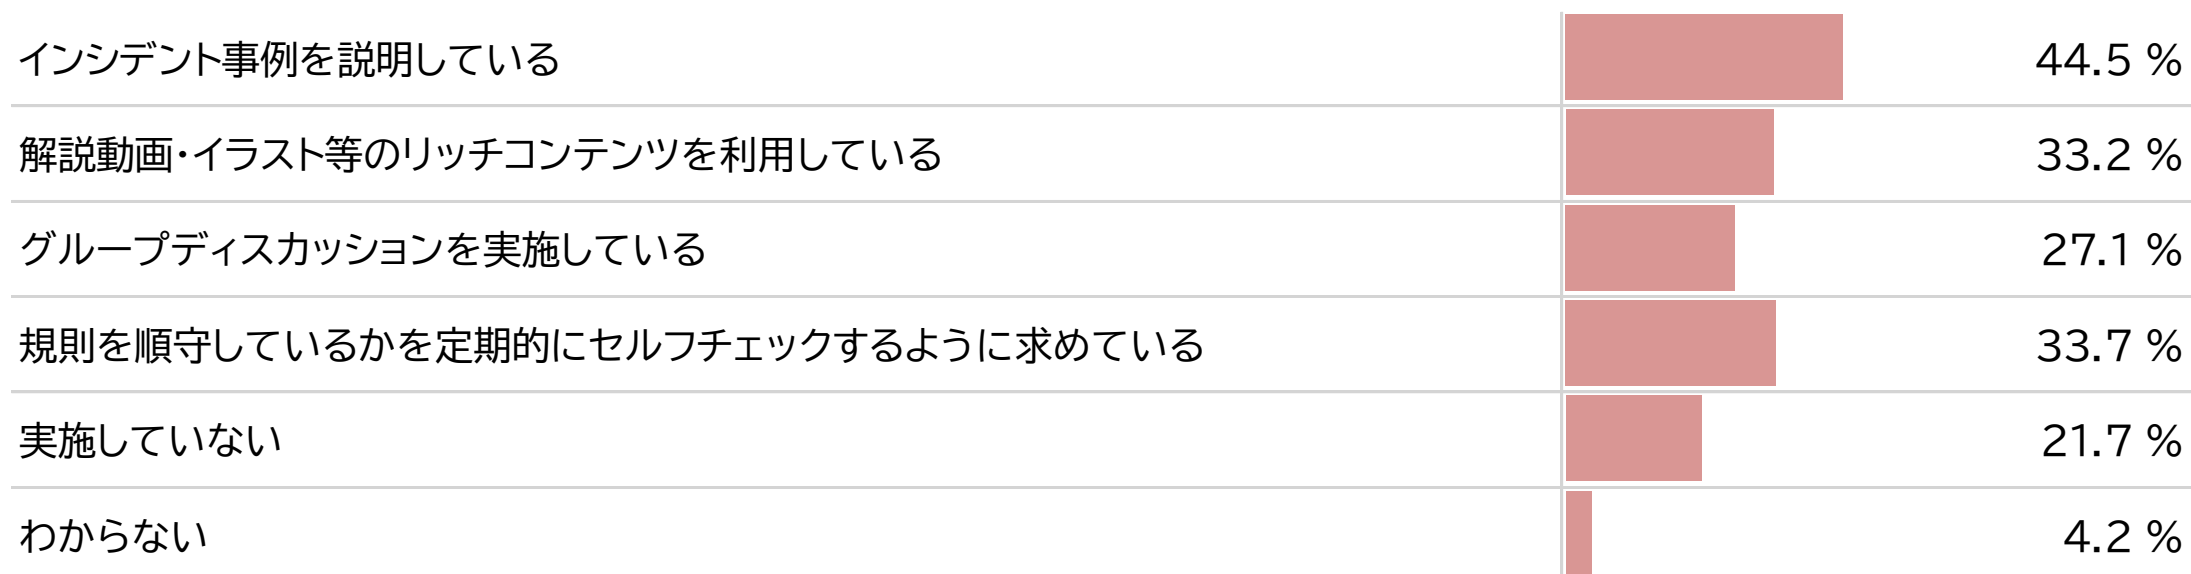 インシデント事例を説明している 44.5 %
解説動画・イラスト等のリッチコンテンツを利用している 33.2 %
グループディスカッションを実施している 27.1 %
規則を順守しているかを定期的にセルフチェックするように求めている 33.7 %
実施していない 21.7 %
わからない 4.2 %